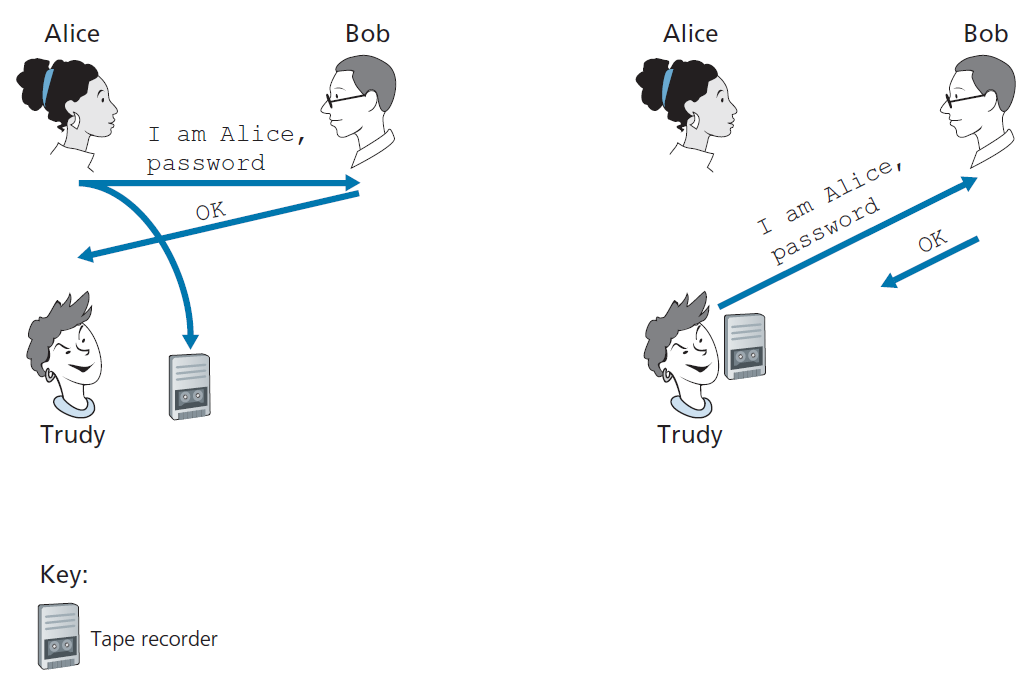 Alice
Bob
I am Alice,
password
OK
Trudy
Alice
Bob
I am Alice,
password
OK
Trudy
Key:
Tape recorder